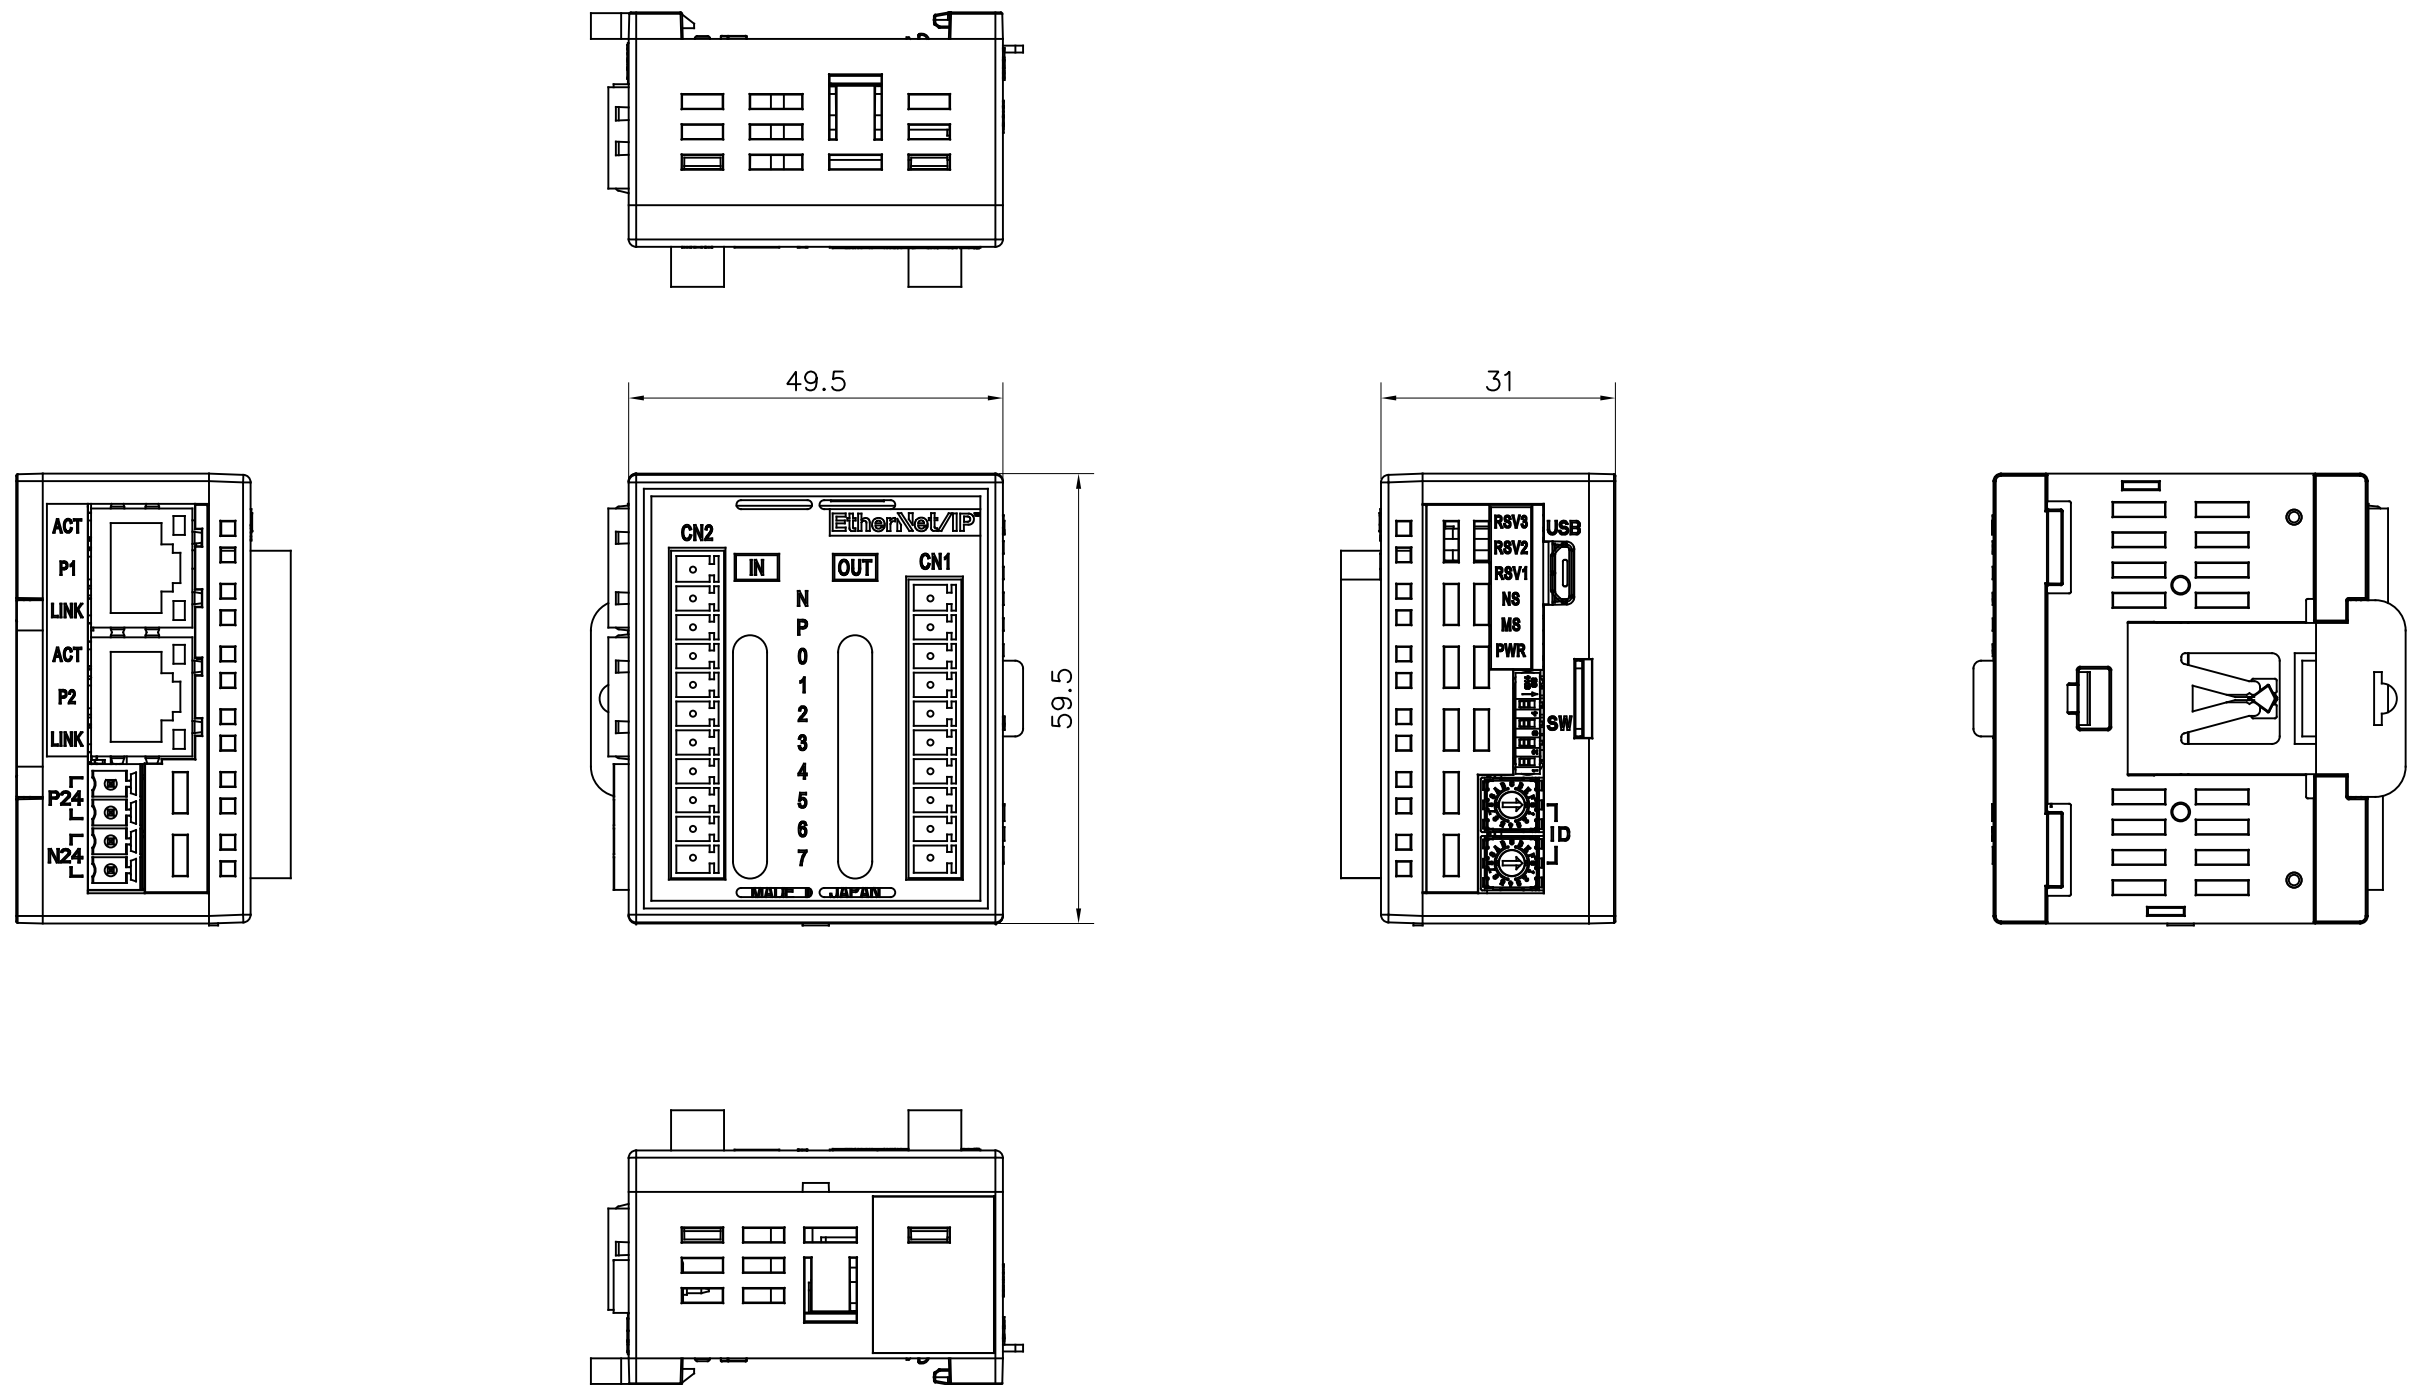 49.5
31
59.5
ACT
P1
LINK
ACT
P2
LINK
P24
N24
EtherNet/IP™
CN2
IN
OUT
CN1
N
P
0
1
2
3
4
5
6
7
JAPAN
RSV3
USB
RSV2
RSV1
NS
MS
PWR
SW
ID